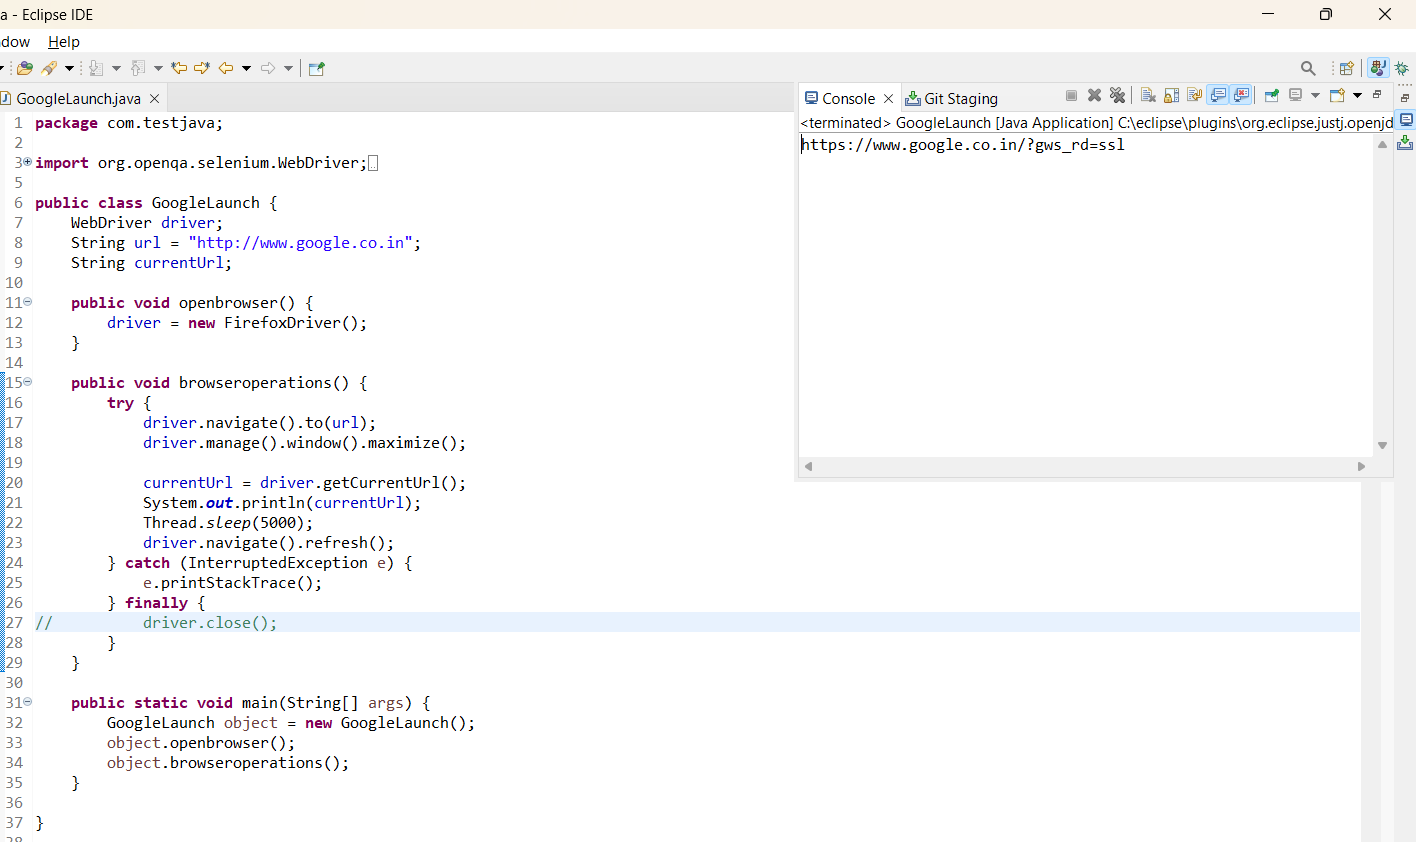 a - Eclipse IDE
dow Help
GoogleLaunch.java
1 package com.testjava;
2
3 import org.openqa.selenium.WebDriver;
5
6 public class GoogleLaunch {
7 WebDriver driver;
8 String url = "http://www.google.co.in";
9 String currentUrl;
10
11 public void openbrowser() {
12 driver = new FirefoxDriver();
13 }
14
15 public void browseroperations() {
16 try {
17 driver.navigate().to(url);
18 driver.manage().window().maximize();
19
20 currentUrl = driver.getCurrentUrl();
21 System.out.println(currentUrl);
22 Thread.sleep(5000);
23 driver.navigate().refresh();
24 } catch (InterruptedException e) {
25 e.printStackTrace();
26 } finally {
27 // driver.close();
28 }
29 }
30
31 public static void main(String[] args) {
32 GoogleLaunch object = new GoogleLaunch();
33 object.openbrowser();
34 object.browseroperations();
35 }
36
37 }
38
Console Git Staging
<terminated> GoogleLaunch [Java Application] C:\eclipse\plugins\org.eclipse.justj.openjd
https://www.google.co.in/?gws_rd=ssl